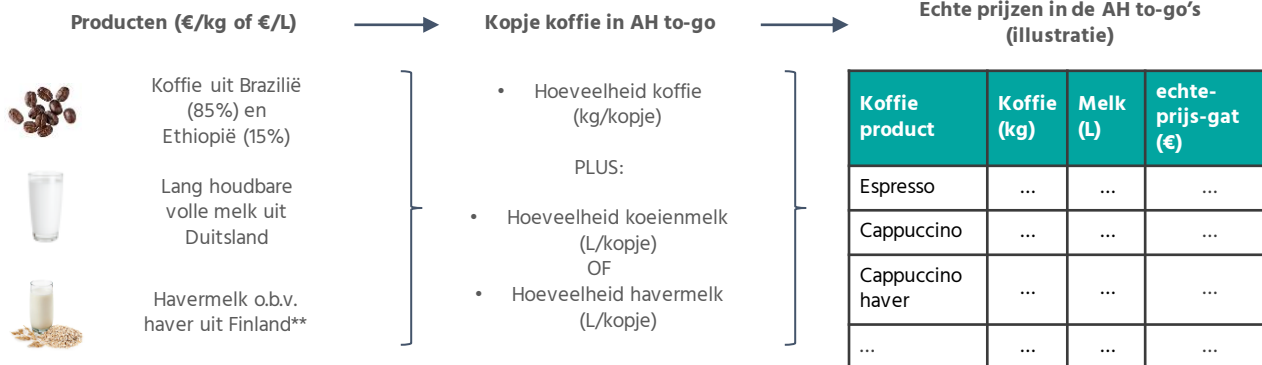 Producten (€/kg of €/L)
Kopje koffie in AH to-go
Echte prijzen in de AH to-go’s
(illustratie)
Koffie uit Brazilië
(85%) en
Ethiopië (15%)
Lang houdbare
volle melk uit
Duitsland
Havermelk o.b.v.
haver uit Finland**
• Hoeveelheid koffie
(kg/kopje)
PLUS:
• Hoeveelheid koeienmelk
(L/kopje)
OF
• Hoeveelheid havermelk
(L/kopje)
Koffie product Koffie (kg) Melk (L) echte-prijs-gat (€)
Espresso ... ... ...
Cappuccino ... ... ...
Cappuccino haver ... ... ...
... ... ... ...